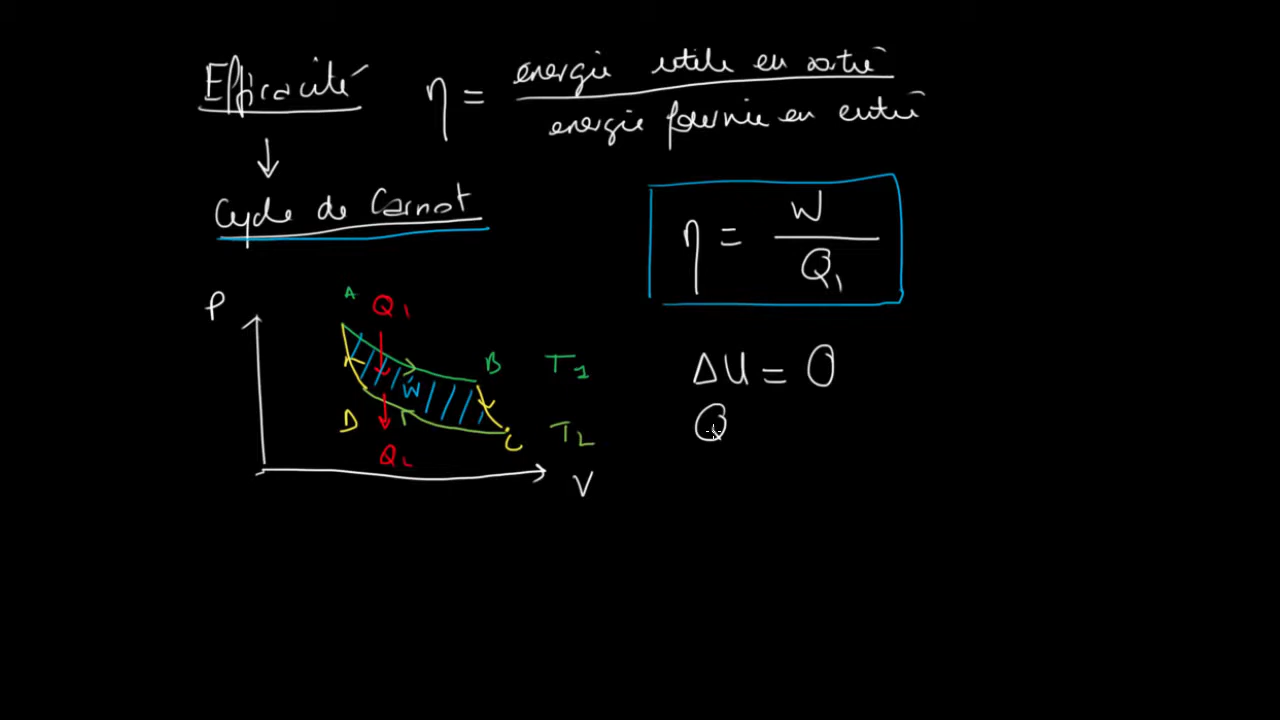 Efficacité η = energie utile en sortie / energie fournie en entrée
Cycle de Carnot
η = W / Q₁
P
A
Q₁
B
T₁
W
D
C
T₂
Q₂
V
ΔU = 0
Q